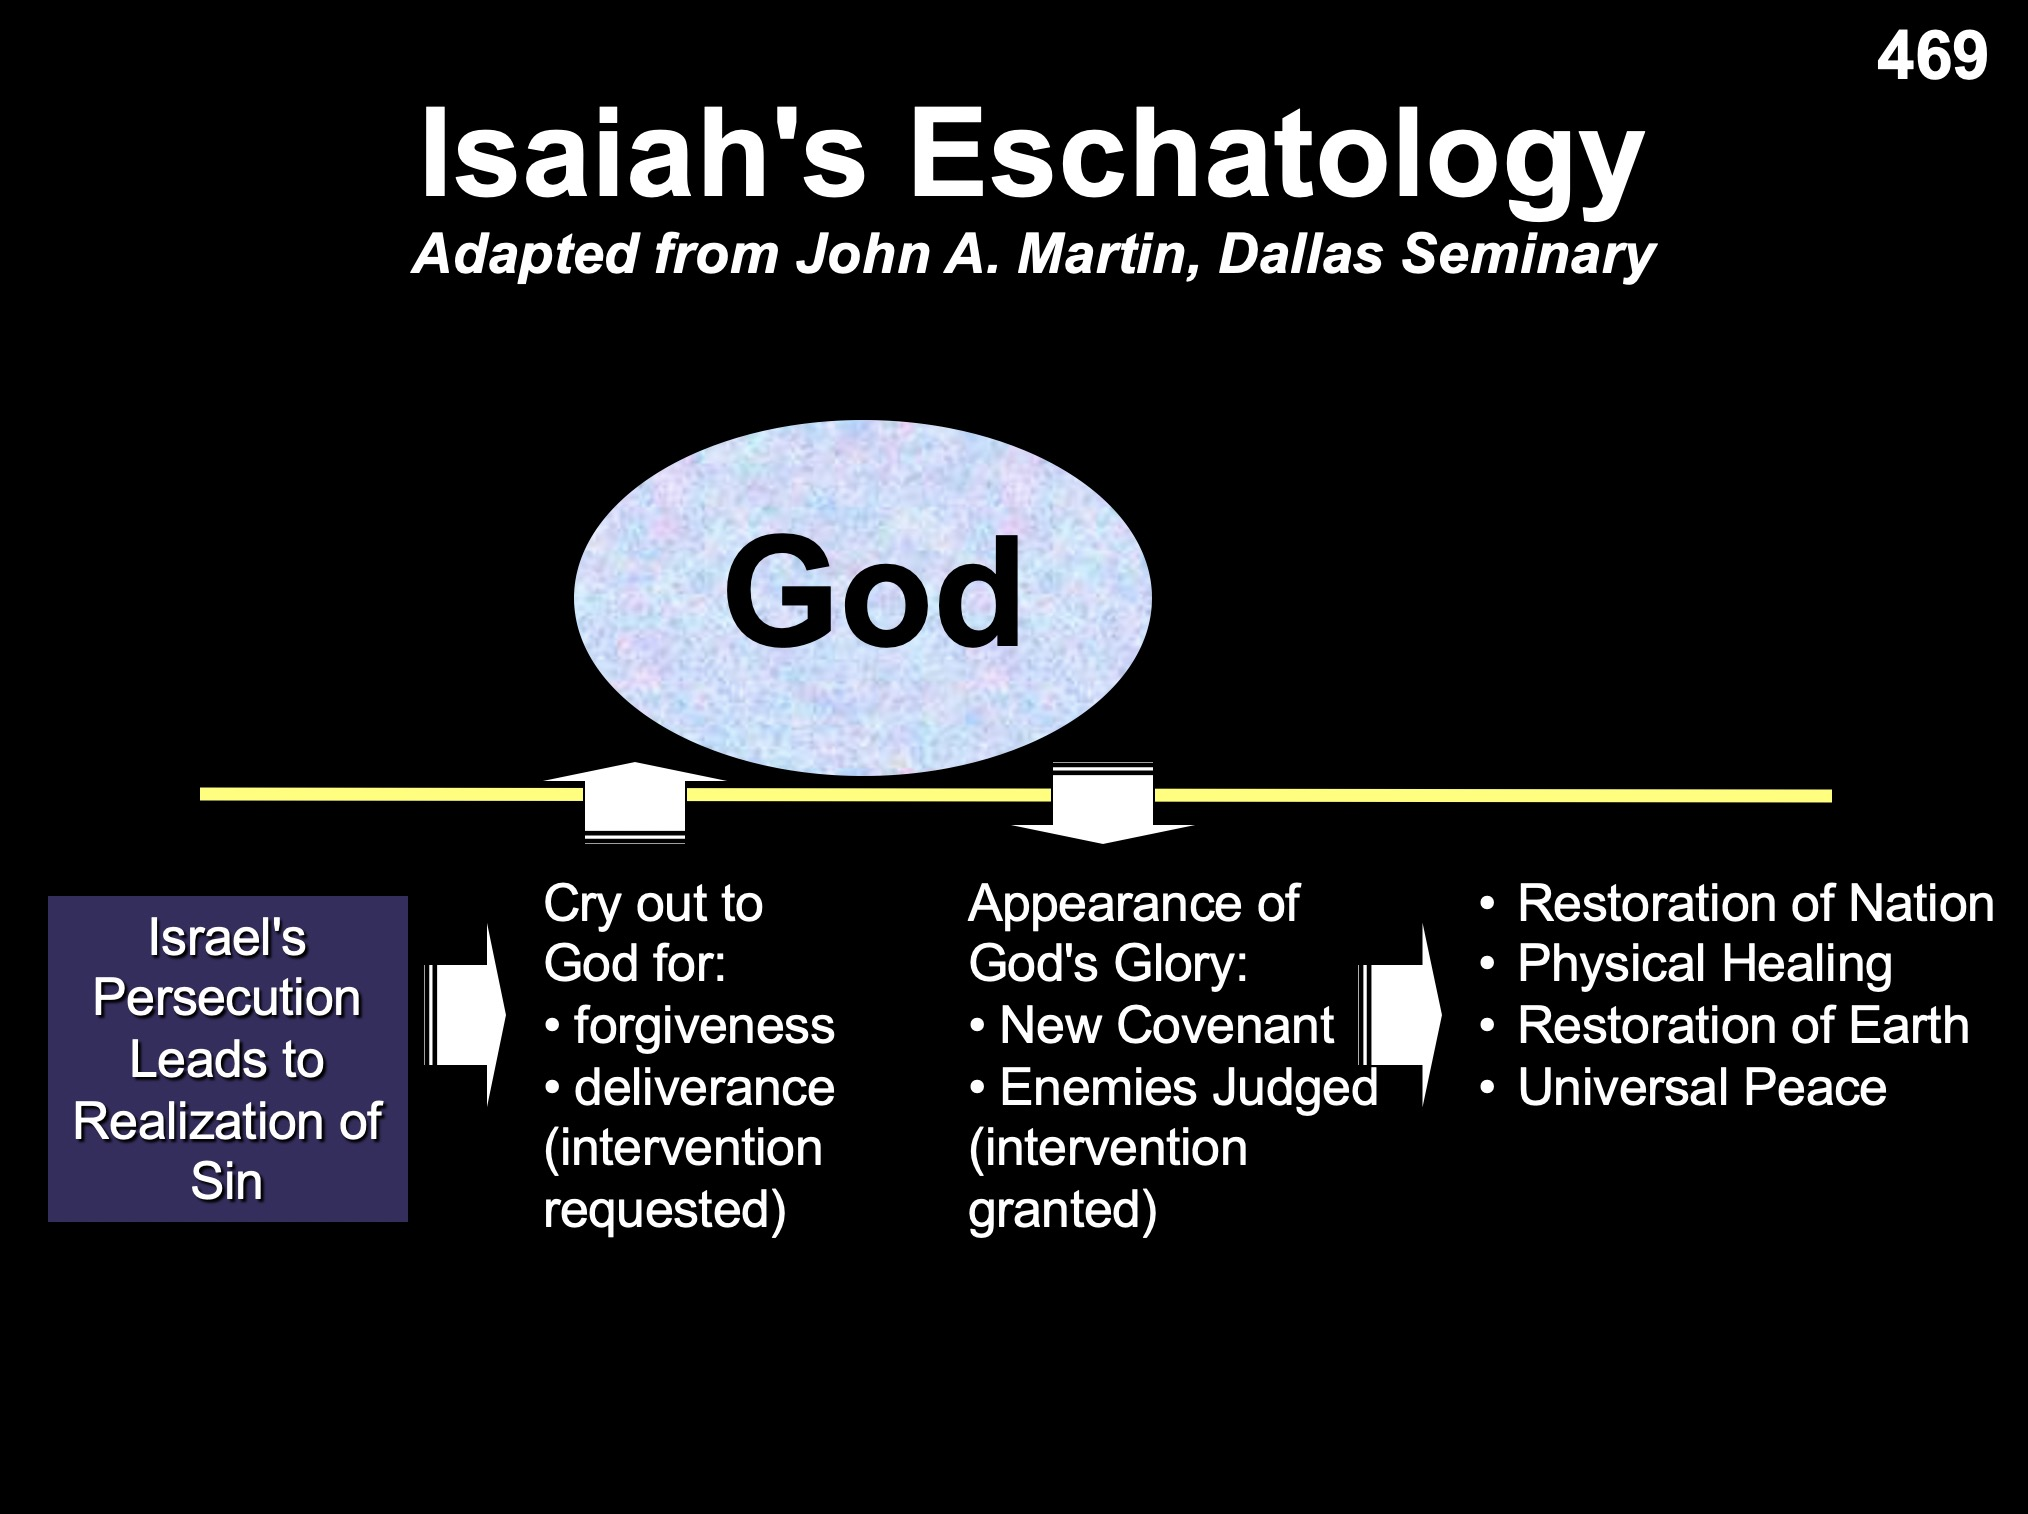 469
Isaiah's Eschatology
Adapted from John A. Martin, Dallas Seminary
God
Israel's
Persecution
Leads to
Realization of
Sin
Cry out to
God for:
• forgiveness
• deliverance
(intervention
requested)
Appearance of
God's Glory:
• New Covenant
• Enemies Judged
(intervention
granted)
• Restoration of Nation
• Physical Healing
• Restoration of Earth
• Universal Peace